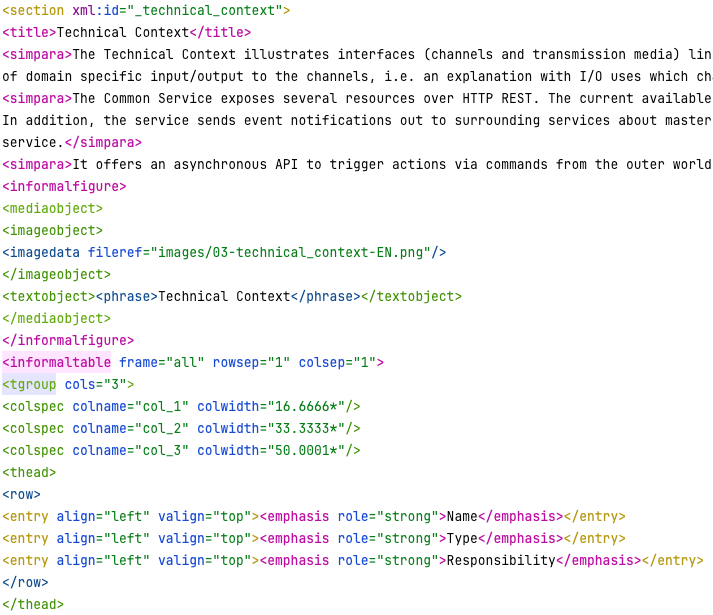 <section xml:id="_technical_context">
<title>Technical Context</title>
<simpara>The Technical Context illustrates interfaces (channels and transmission media) lin
of domain specific input/output to the channels, i.e. an explanation with I/O uses which ch
<simpara>The Common Service exposes several resources over HTTP REST. The current available
In addition, the service sends event notifications out to surrounding services about master
service.</simpara>
<simpara>It offers an asynchronous API to trigger actions via commands from the outer world
<informalfigure>
<mediaobject>
<imageobject>
<imagedata fileref="images/03-technical_context-EN.png"/>
</imageobject>
<textobject><phrase>Technical Context</phrase></textobject>
</mediaobject>
</informalfigure>
<informaltable frame="all" rowsep="1" colsep="1">
<tgroup cols="3">
<colspec colname="col_1" colwidth="16.6666*"/>
<colspec colname="col_2" colwidth="33.3333*"/>
<colspec colname="col_3" colwidth="50.0001*"/>
<thead>
<row>
<entry align="left" valign="top"><emphasis role="strong">Name</emphasis></entry>
<entry align="left" valign="top"><emphasis role="strong">Type</emphasis></entry>
<entry align="left" valign="top"><emphasis role="strong">Responsibility</emphasis></entry>
</row>
</thead>